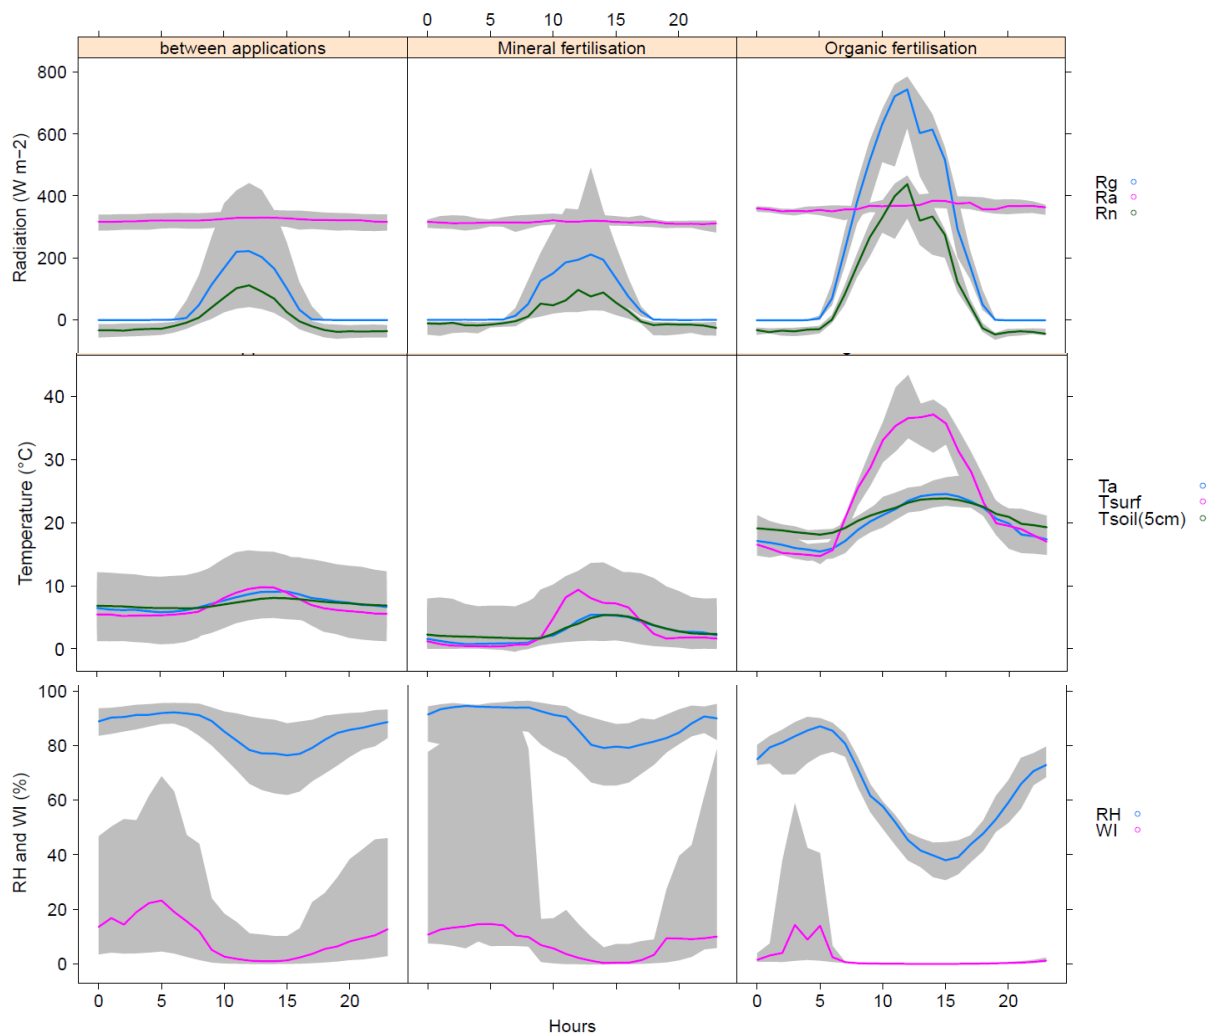 0 5 10 15 20
between applications Mineral fertilisation Organic fertilisation
800
600
400
200
0
Radiation (W m-2)
Rg
Ra
Rn
40
30
20
10
0
Temperature (°C)
Ta
Tsurf
Tsoil(5cm)
100
80
60
40
20
0
RH and WI (%)
RH
WI
0 5 10 15 20 0 5 10 15 20
Hours